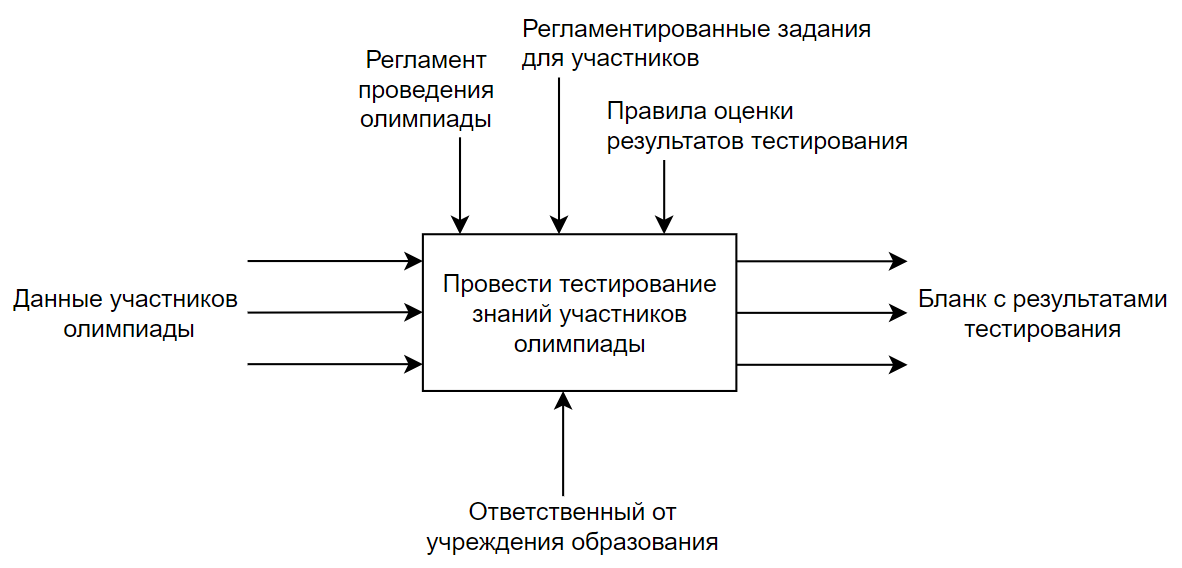 Регламентированные задания
для участников
Регламент
проведения
олимпиады
Правила оценки
результатов тестирования
Данные участников
олимпиады
Провести тестирование
знаний участников
олимпиады
Бланк с результатами
тестирования
Ответственный от
учреждения образования